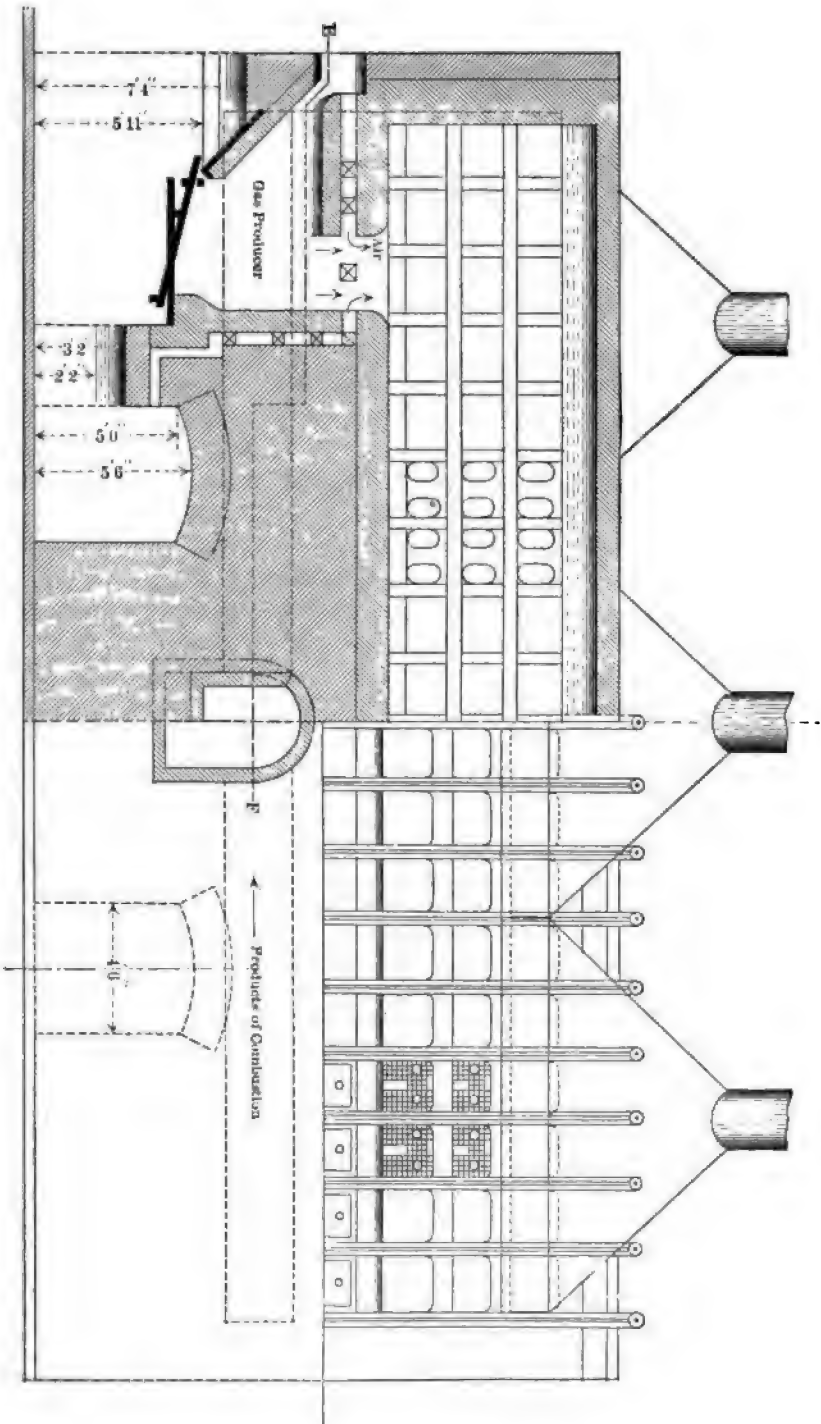 E
7'4"
5'11"
Gas Producer
Air
3'2
2'2"
5'0"
5'6"
F
Products of Combustion